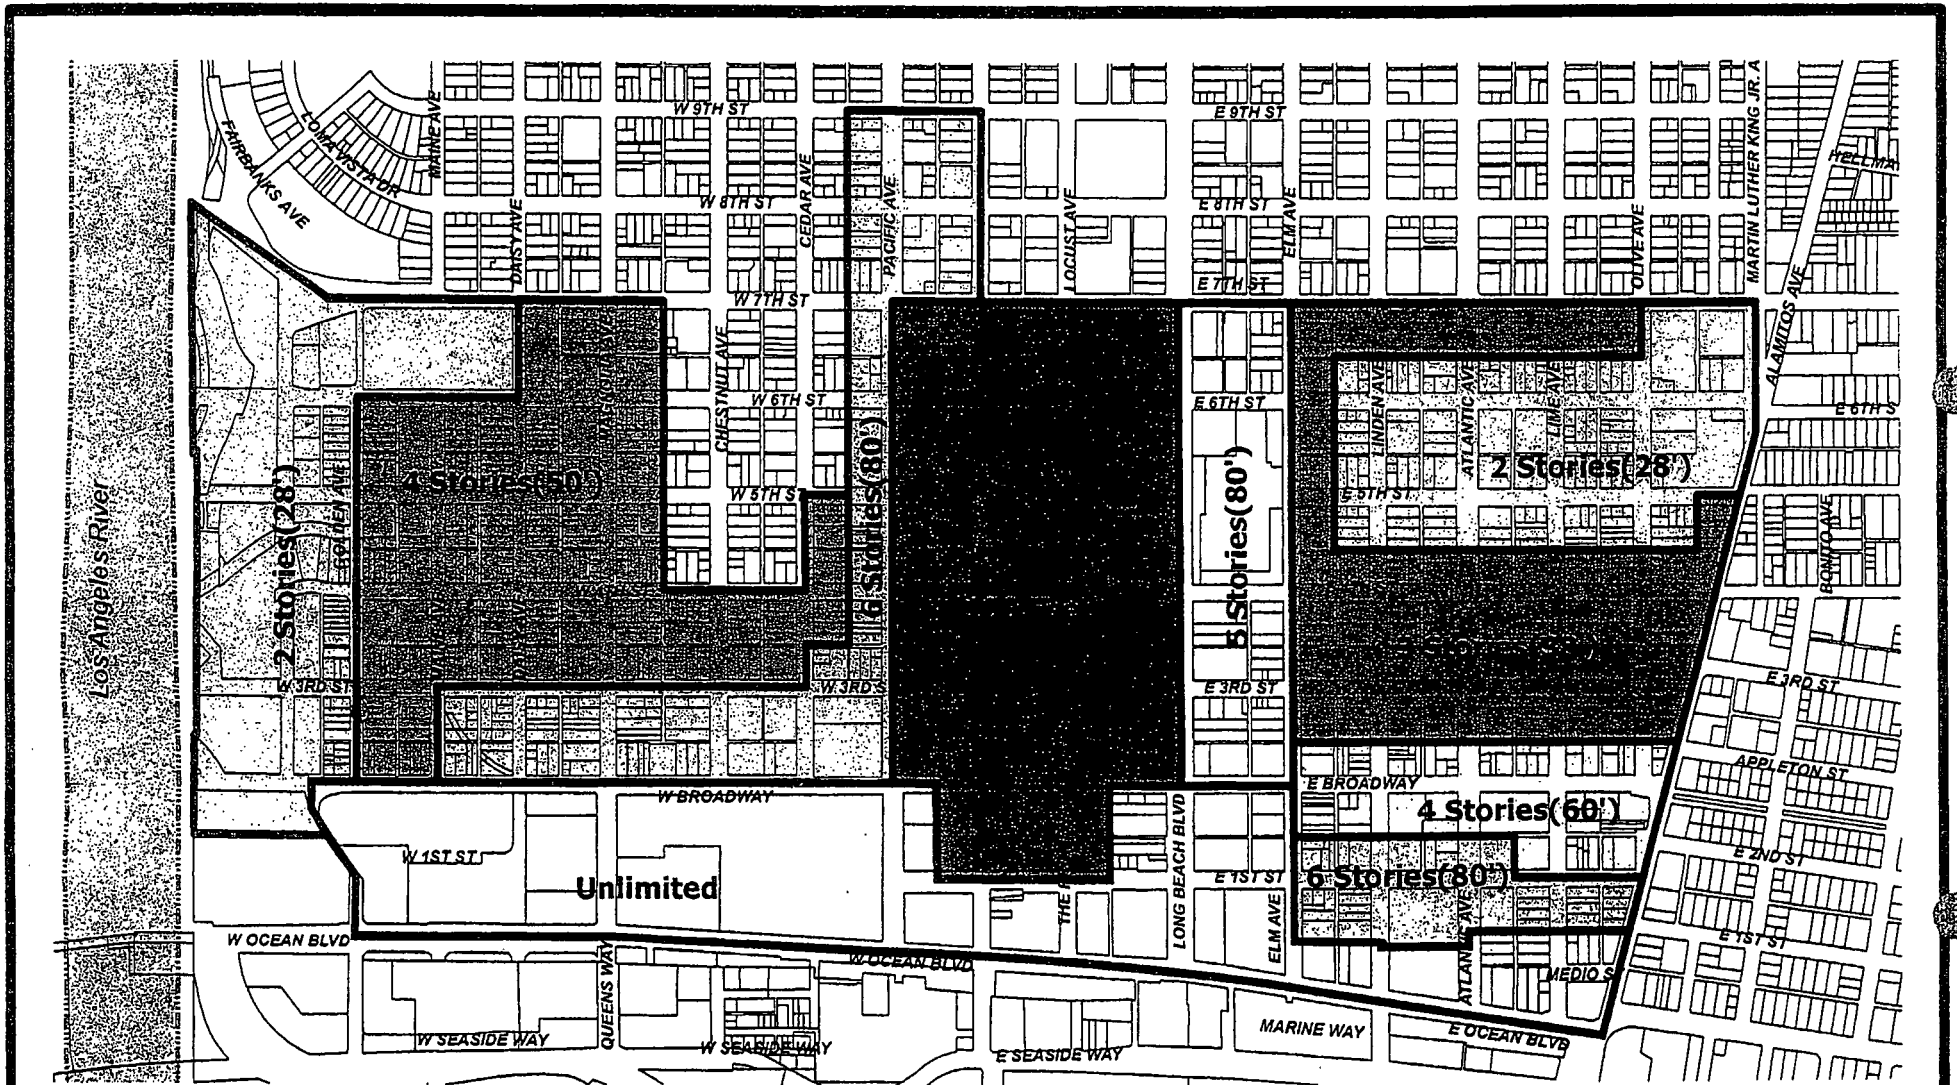 W 9TH ST
E 9TH ST
MARTIN LUTHER KING JR. A
MAINE AVE
LOMA VISTA DR
FAIRBANKS AVE
HELLMA
CEDAR AVE
PACIFIC AVE
W 8TH ST
E 8TH ST
DAISY AVE
LOCUST AVE
ELM AVE
OLIVE AVE
W 7TH ST
E 7TH ST
ALAMITOS AVE
CHESTNUT AVE
LINDEN AVE
ATLANTIC AVE
LIME AVE
W 6TH ST
E 6TH ST
E 6TH S
4 Stories(50')
6 Stories(80')
5 Stories(80')
2 Stories(28')
W 5TH ST
E 5TH ST
GOLDEN AVE
2 Stories(28')
BONITO AVE
Los Angeles River
W 3RD ST
W 3RD S
E 3RD ST
E 3RD ST
APPLETON ST
W BROADWAY
E BROADWAY
4 Stories(60')
LONG BEACH BLVD
W 1ST ST
E 1ST ST
E 2ND ST
Unlimited
6 Stories(80')
ELM AVE
E 1ST ST
W OCEAN BLVD
W OCEAN BLVD
MEDIO S
QUEENS WAY
MARINE WAY
E OCEAN BLVD
W SEASIDE WAY
W SEASIDE WAY
E SEASIDE WAY